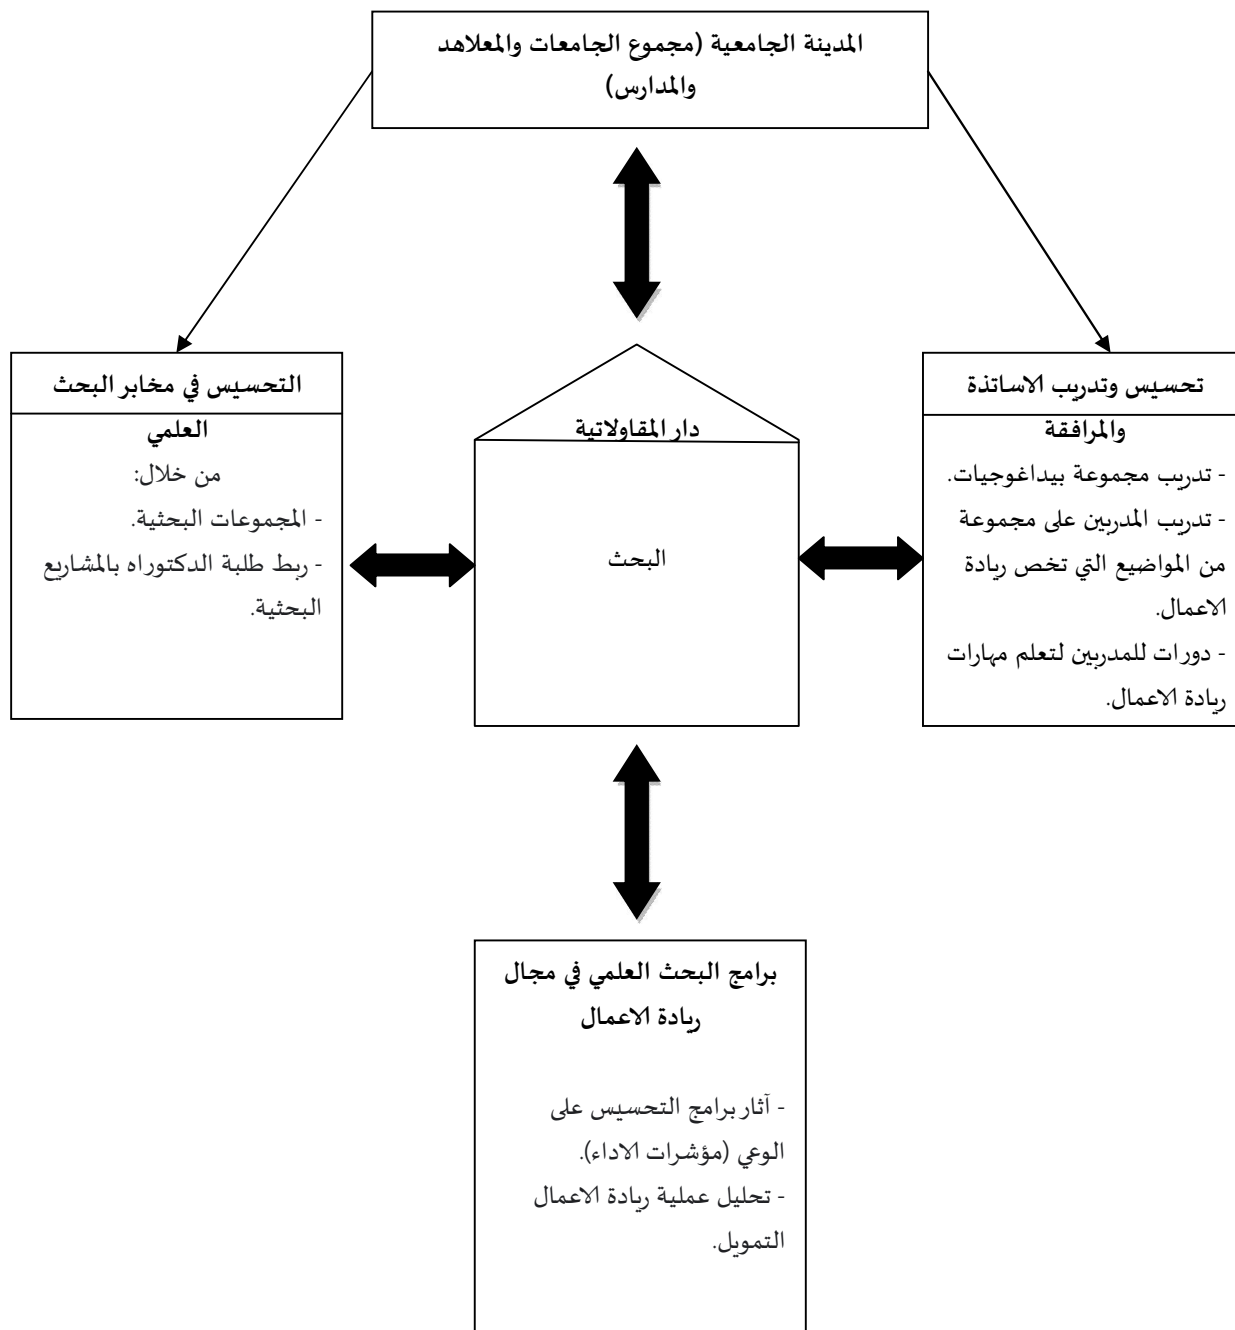 المدينة الجامعية (مجموع الجامعات والمعلاهد
والمدارس)
تحسيس وتدريب الاساتذة
والمرافقة
- تدريب مجموعة بيداغوجيات.
- تدريب المدربين على مجموعة
من المواضيع التي تخص ريادة
الاعمال.
- دورات للمدربين لتعلم مهارات
ريادة الاعمال.
دار المقاولاتية
البحث
التحسيس في مخابر البحث
العلمي
من خلال:
- المجموعات البحثية.
- ربط طلبة الدكتوراه بالمشاريع
البحثية.
برامج البحث العلمي في مجال
ريادة الاعمال
- آثار برامج التحسيس على
الوعي (مؤشرات الاداء).
- تحليل عملية ريادة الاعمال
التمويل.